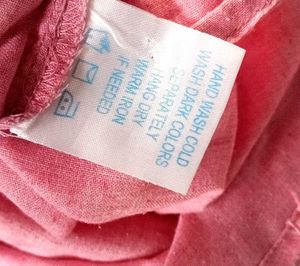 HAND WASH COLD
WASH DARK COLORS
SEPARATELY
HANG DRY
WARM IRON
IF NEEDED